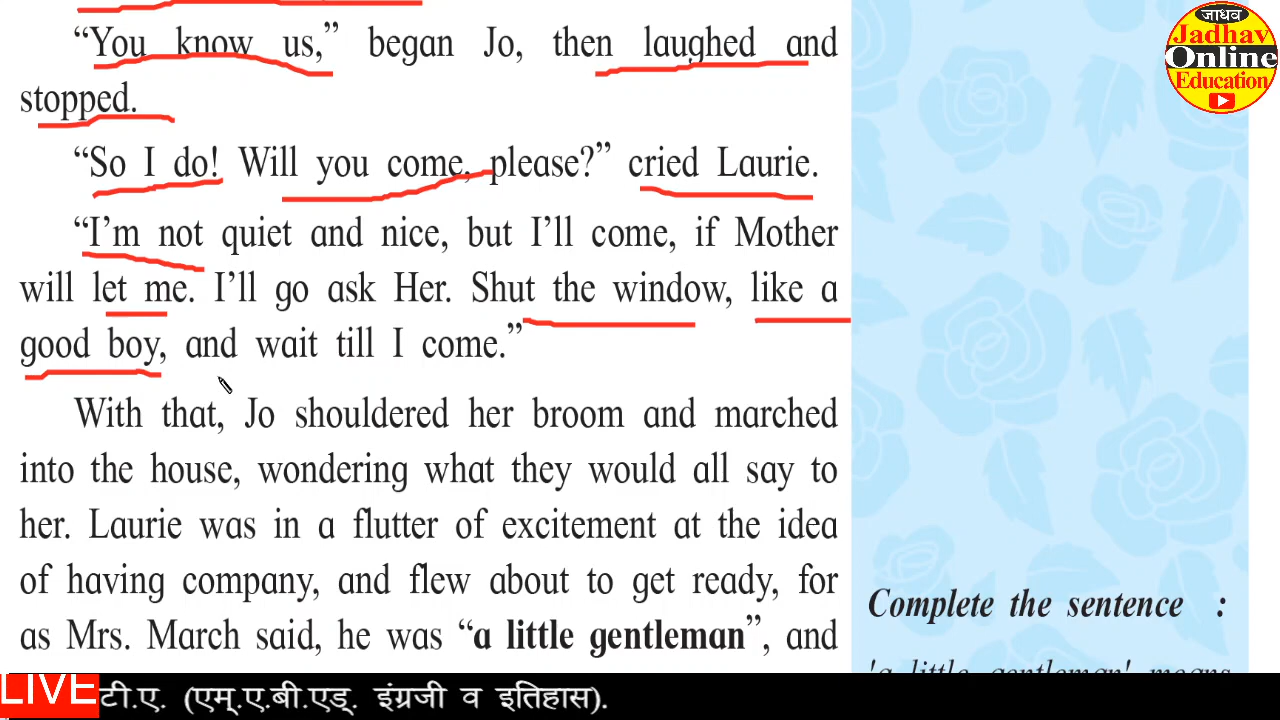 “You know us,” began Jo, then laughed and
stopped.
“So I do! Will you come, please?” cried Laurie.
“I’m not quiet and nice, but I’ll come, if Mother
will let me. I’ll go ask Her. Shut the window, like a
good boy, and wait till I come.”
With that, Jo shouldered her broom and marched
into the house, wondering what they would all say to
her. Laurie was in a flutter of excitement at the idea
of having company, and flew about to get ready, for
as Mrs. March said, he was “a little gentleman”, and
जाधव
Jadhav
Online
Education
Complete the sentence :
'a little gentleman' means
LIVE
टी.ए. (एम्.ए.बी.एड्. इंग्रजी व इतिहास).